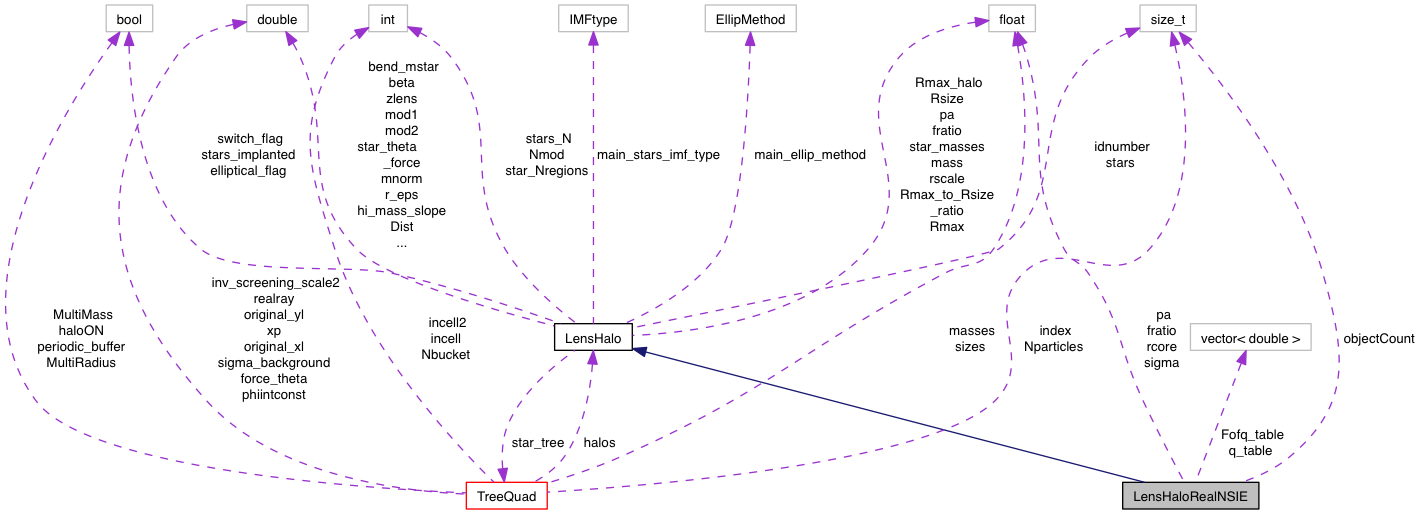 bool
double
int
IMFtype
EllipMethod
float
size_t
bend_mstar
beta
zlens
mod1
mod2
star_theta
_force
mnorm
r_eps
hi_mass_slope
Dist
...
switch_flag
stars_implanted
elliptical_flag
stars_N
Nmod
star_Nregions
main_stars_imf_type
main_ellip_method
Rmax_halo
Rsize
pa
fratio
star_masses
mass
rscale
Rmax_to_Rsize
_ratio
Rmax
idnumber
stars
MultiMass
haloON
periodic_buffer
MultiRadius
inv_screening_scale2
realray
original_yl
xp
original_xl
sigma_background
force_theta
phiintconst
incell2
incell
Nbucket
LensHalo
masses
sizes
index
Nparticles
pa
fratio
rcore
sigma
vector< double >
objectCount
star_tree
halos
Fofq_table
q_table
TreeQuad
LensHaloRealNSIE